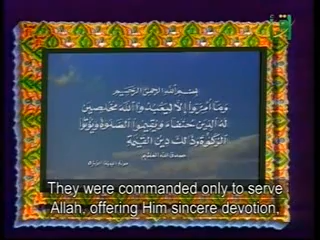 اقرأ
بسم الله الرحمن الرحيم
وما أمروا إلا ليعبدوا الله مخلصين
له الدين حنفاء ويقيموا الصلوة ويؤتوا
الزكوة وذلك دين القيمة
صدق الله العظيم
They were commanded only to serve
Allah, offering Him sincere devotion,